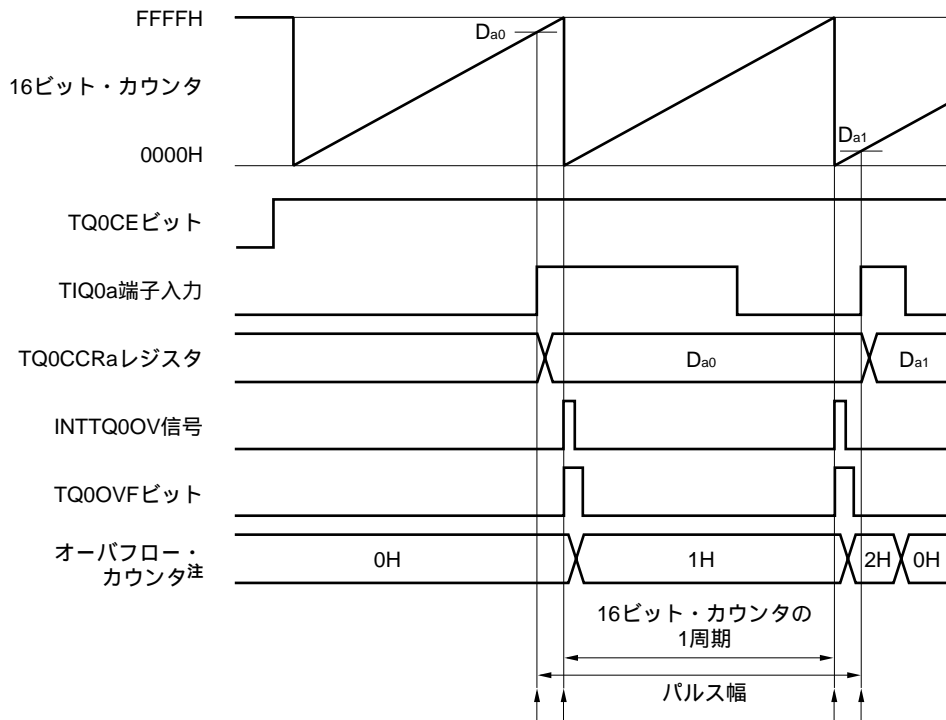 FFFFH
Da0
16ビット・カウンタ
Da1
0000H
TQ0CEビット
TIQ0a端子入力
TQ0CCRaレジスタ
Da0
Da1
INTTQ0OV信号
TQ0OVFビット
オーバフロー・
カウンタ注
0H
1H
2H
0H
16ビット・カウンタの
1周期
パルス幅